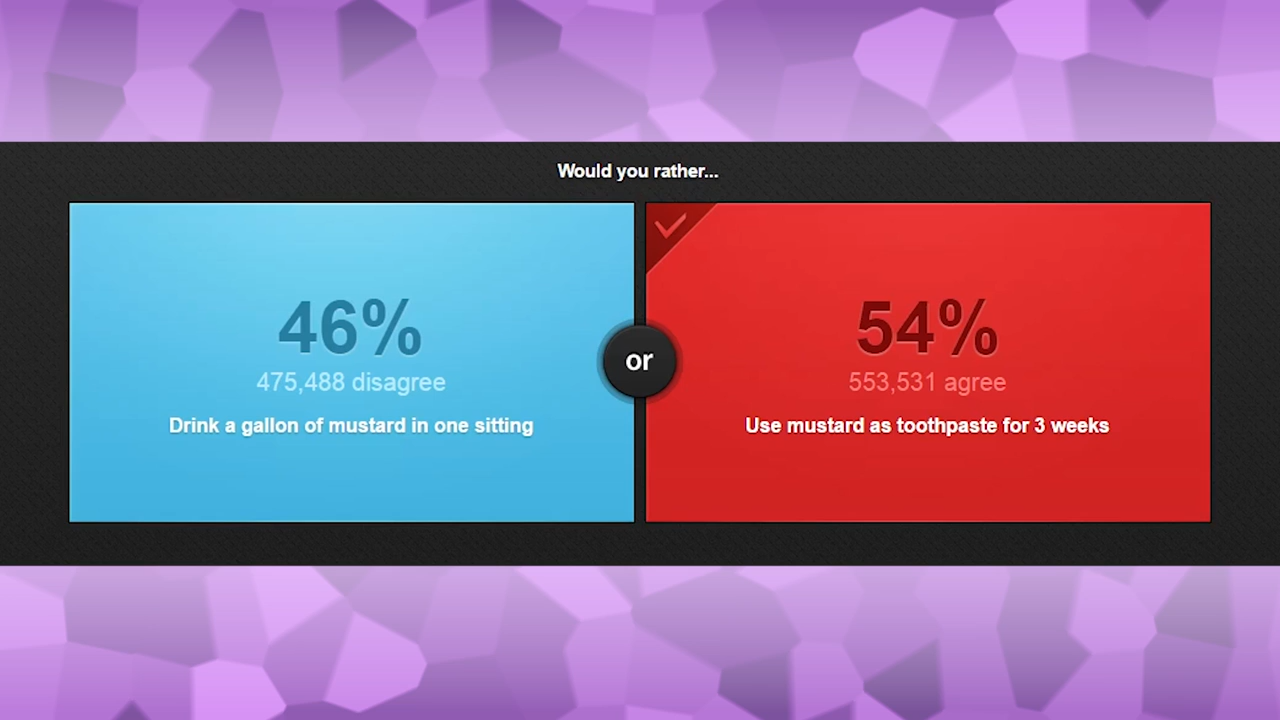 Would you rather...
46%
475,488 disagree
Drink a gallon of mustard in one sitting
or
54%
553,531 agree
Use mustard as toothpaste for 3 weeks